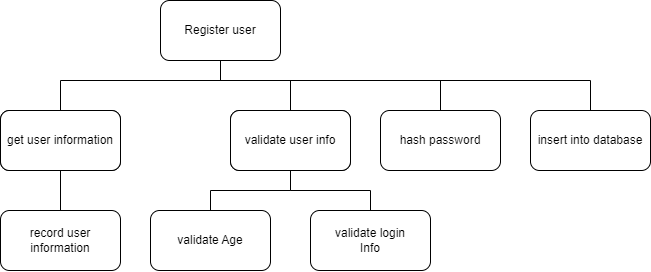 Register user
get user information
validate user info
hash password
insert into database
record user
information
validate Age
validate login
Info